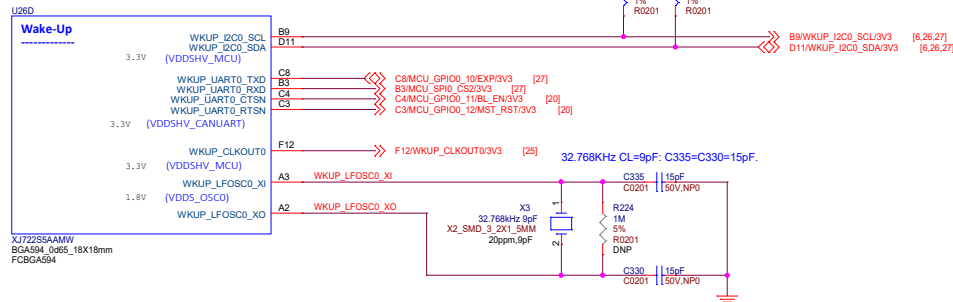 U26D
1%
R0201
1%
R0201
Wake-Up
-------------
WKUP_I2C0_SCL B9 B9/WKUP_I2C0_SCL/3V3 [6,26,27]
WKUP_I2C0_SDA D11 D11/WKUP_I2C0_SDA/3V3 [6,26,27]
3.3V (VDDSHV_MCU)
WKUP_UART0_TXD C8 C8/MCU_GPIO0_10/EXP/3V3 [27]
WKUP_UART0_RXD B3 B3/MCU_SPI0_CS2/3V3 [27]
WKUP_UART0_CTSN C4 C4/MCU_GPIO0_11/BL_EN/3V3 [20]
WKUP_UART0_RTSN C3 C3/MCU_GPIO0_12/MST_RST/3V3 [20]
3.3V (VDDSHV_CANUART)
WKUP_CLKOUT0 F12 F12/WKUP_CLKOUT0/3V3 [25]
3.3V (VDDSHV_MCU)
32.768KHz CL=9pF: C335=C330=15pF.
WKUP_LFOSC0_XI A3 WKUP_LFOSC0_XI
1.8V (VDDS_OSC0)
WKUP_LFOSC0_XO A2 WKUP_LFOSC0_XO
C335 15pF
C0201 50V,NP0
1
X3
32.768kHz 9pF
X2_SMD_3_2X1_5MM
20ppm,9pF
2
R224
1M
5%
R0201
DNP
C330 15pF
C0201 50V,NP0
XJ722S5AAMW
BGA594_0d65_18X18mm
FCBGA594